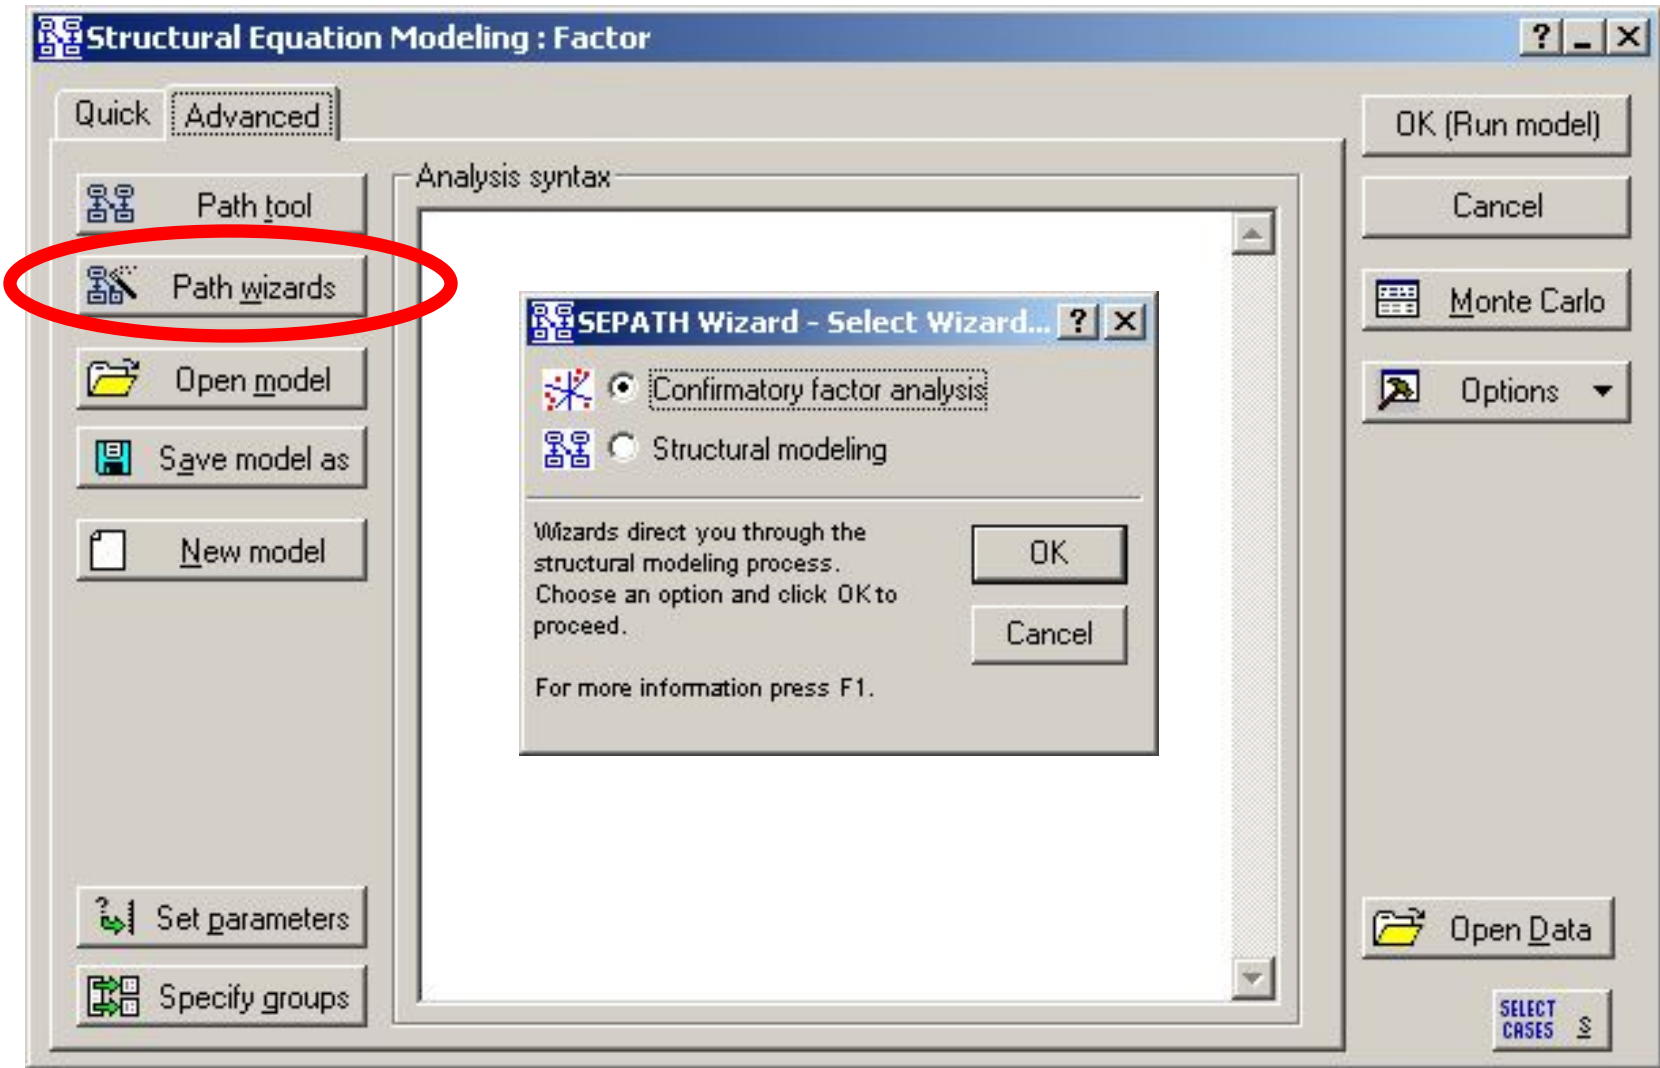 Structural Equation Modeling : Factor
Quick
Advanced
OK (Run model)
Path tool
Analysis syntax
Cancel
Path wizards
Monte Carlo
SEPATH Wizard - Select Wizard...
Open model
Confirmatory factor analysis
Options
Save model as
Structural modeling
New model
Wizards direct you through the
structural modeling process.
Choose an option and click OK to
proceed.
For more information press F1.
OK
Cancel
Set parameters
Open Data
Specify groups
SELECT
CASES S